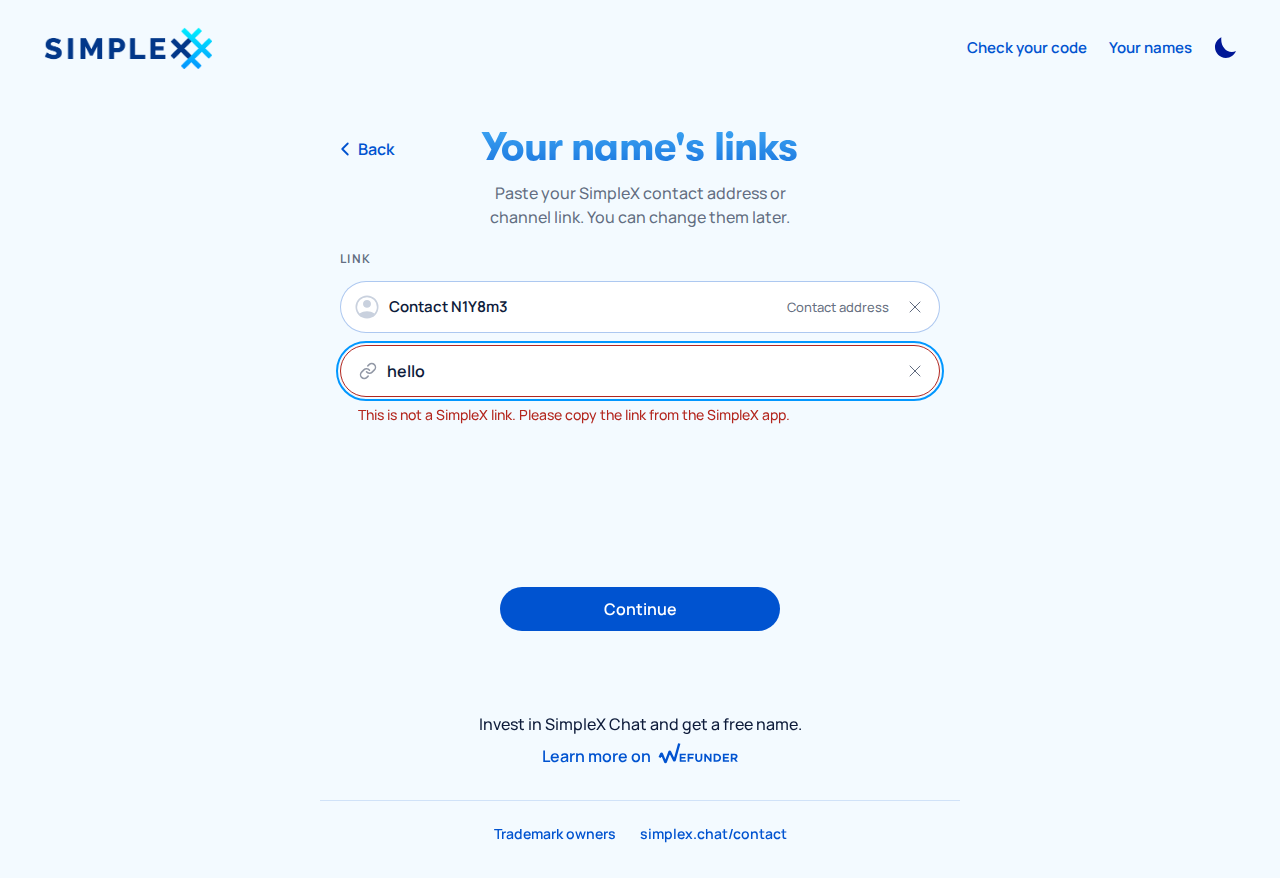 SIMPLEX
Check your code
Your names
Back
Your name's links
Paste your SimpleX contact address or
channel link. You can change them later.
LINK
Contact N1Y8m3
Contact address
hello
This is not a SimpleX link. Please copy the link from the SimpleX app.
Continue
Invest in SimpleX Chat and get a free name.
Learn more on WEFUNDER
Trademark owners
simplex.chat/contact